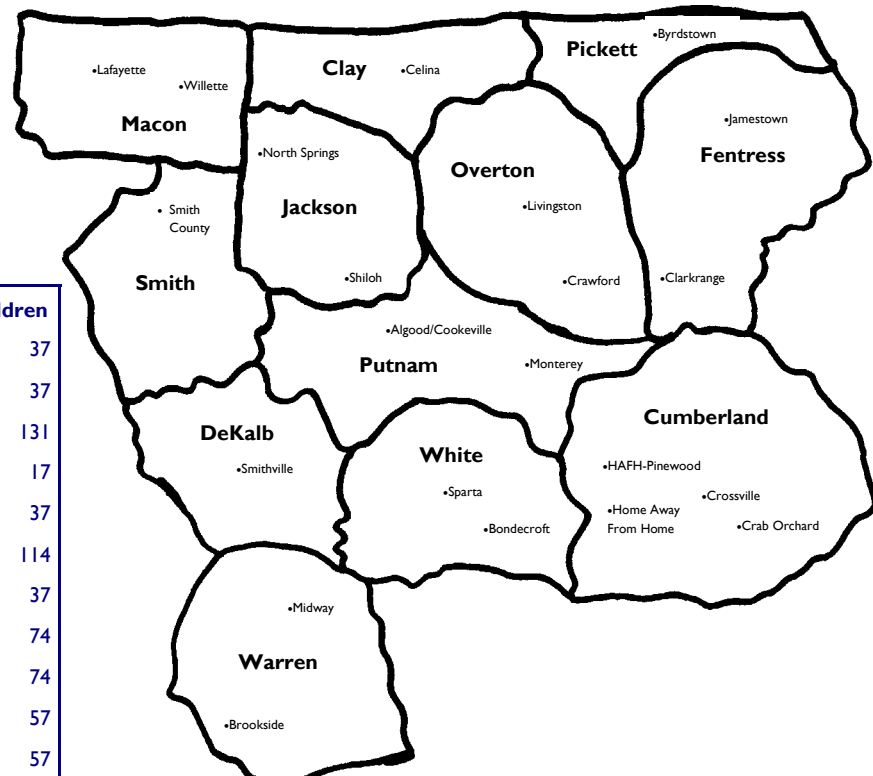 Pickett
•Byrdstown
Clay
•Celina
•Lafayette
•Willette
Macon
•Jamestown
Fentress
•North Springs
Jackson
Overton
•Livingston
•Smith
County
Smith
•Shiloh
•Crawford
•Clarkrange
•Algood/Cookeville
Putnam
•Monterey
Cumberland
DeKalb
•Smithville
White
•Sparta
•Bondecroft
•HAFH-Pinewood
•Crossville
•Home Away
From Home
•Crab Orchard
•Midway
Warren
•Brookside
ldren
37
37
131
17
37
114
37
74
74
57
57